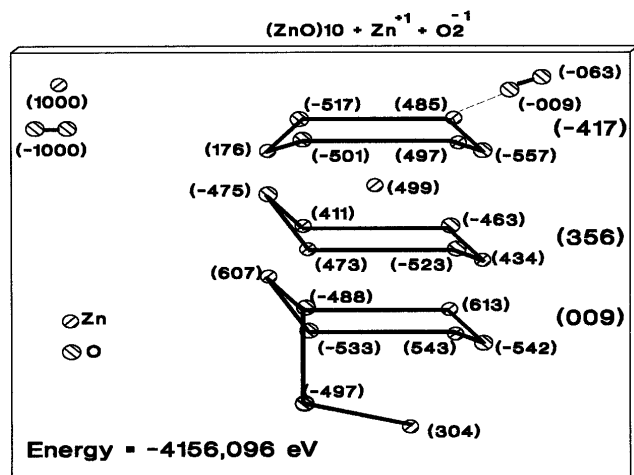 (ZnO)10 + Zn+1 + O2-1
(-063)
(1000)
(-009)
(-517) (485)
(-417)
(-1000)
(176) (-501) (497) (-557)
(-475) (499)
(411) (-463)
(356)
(473) (-523) (434)
(607)
(-488) (613)
(009)
Zn
(-533) (543) (-542)
O
(-497)
(304)
Energy = -4156,096 eV